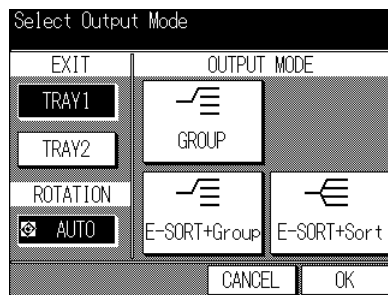 Select Output Mode
EXIT
OUTPUT MODE
TRAY1
TRAY2
GROUP
ROTATION
AUTO
E-SORT+Group
E-SORT+Sort
CANCEL
OK